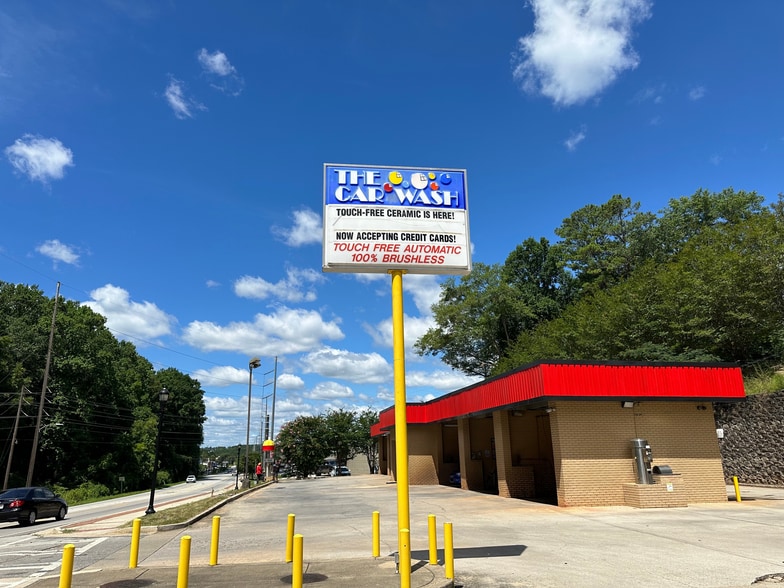 THE
CAR WASH
TOUCH-FREE CERAMIC IS HERE!
NOW ACCEPTING CREDIT CARDS!
TOUCH FREE AUTOMATIC
100% BRUSHLESS